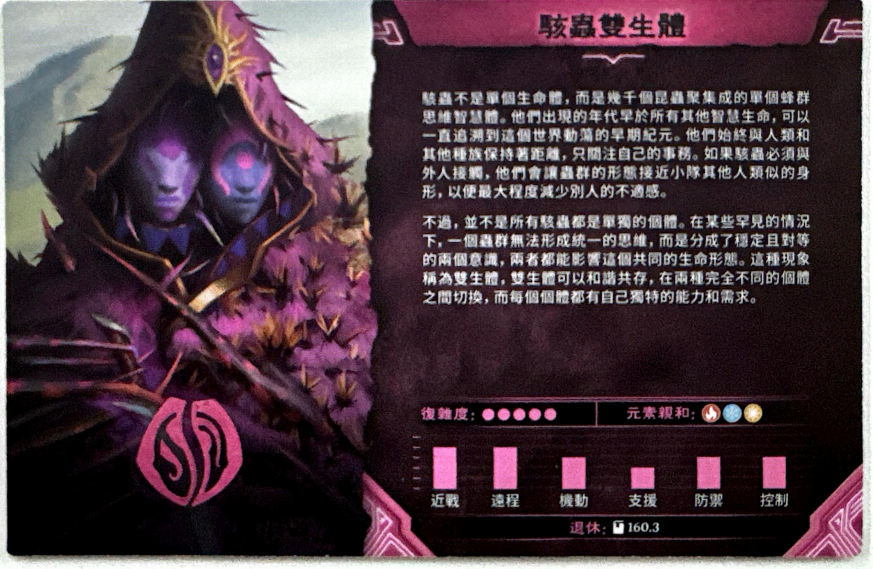 駭蟲雙生體
駭蟲不是單個生命體，而是幾千個昆蟲聚集成的單個蜂群
思維智慧體。他們出現的年代早於所有其他智慧生命，可以
一直追溯到這個世界動蕩的早期紀元。他們始終與人類和
其他種族保持著距離，只關注自己的事務。如果駭蟲必須與
外人接觸，他們會讓蟲群的形態接近小隊其他人類似的身
形，以便最大程度減少別人的不適感。
不過，並不是所有駭蟲都是單獨的個體。在某些罕見的情況
下，一個蟲群無法形成統一的思維，而是分成了穩定且對等
的兩個意識，兩者都能影響這個共同的生命形態。這種現象
稱為雙生體，雙生體可以和諧共存，在兩種完全不同的個體
之間切換，而每個個體都有自己獨特的能力和需求。
復雜度: 元素親和:
近戰 遠程 機動 支援 防禦 控制
退休: 160.3